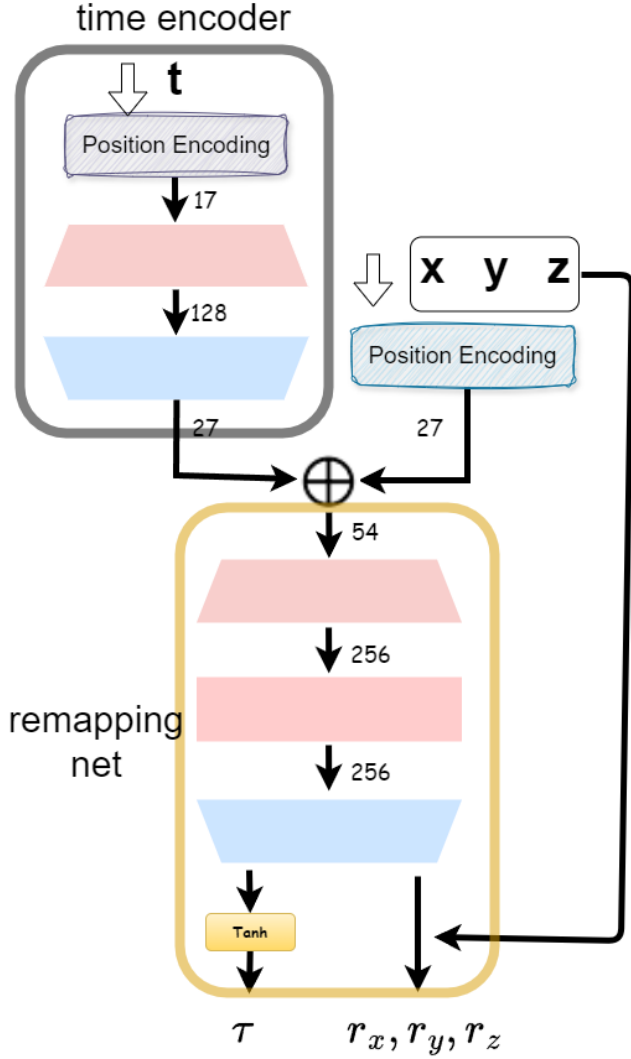 time encoder
t
Position Encoding
17
128
27
x y z
Position Encoding
27
54
256
256
remapping
net
Tanh
τ
r_x, r_y, r_z